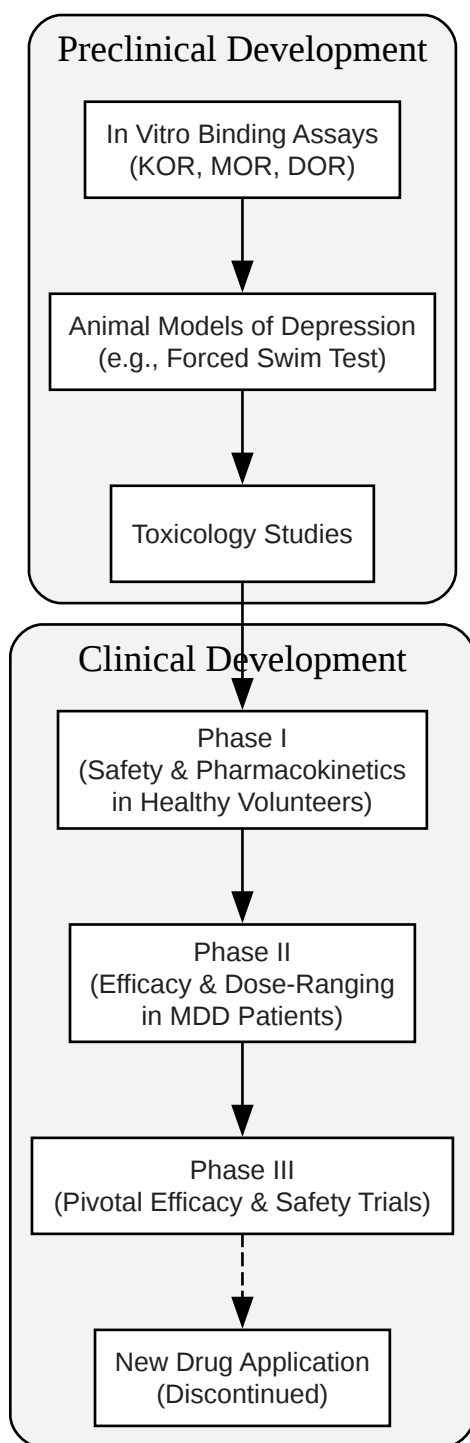 Preclinical Development
In Vitro Binding Assays
(KOR, MOR, DOR)
Animal Models of Depression
(e.g., Forced Swim Test)
Toxicology Studies
Clinical Development
Phase I
(Safety & Pharmacokinetics
in Healthy Volunteers)
Phase II
(Efficacy & Dose-Ranging
in MDD Patients)
Phase III
(Pivotal Efficacy & Safety Trials)
New Drug Application
(Discontinued)